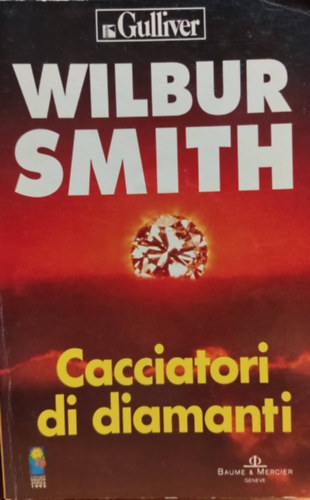 Gulliver
WILBUR
SMITH
Cacciatori
di diamanti
BAUME & MERCIER
GENEVE